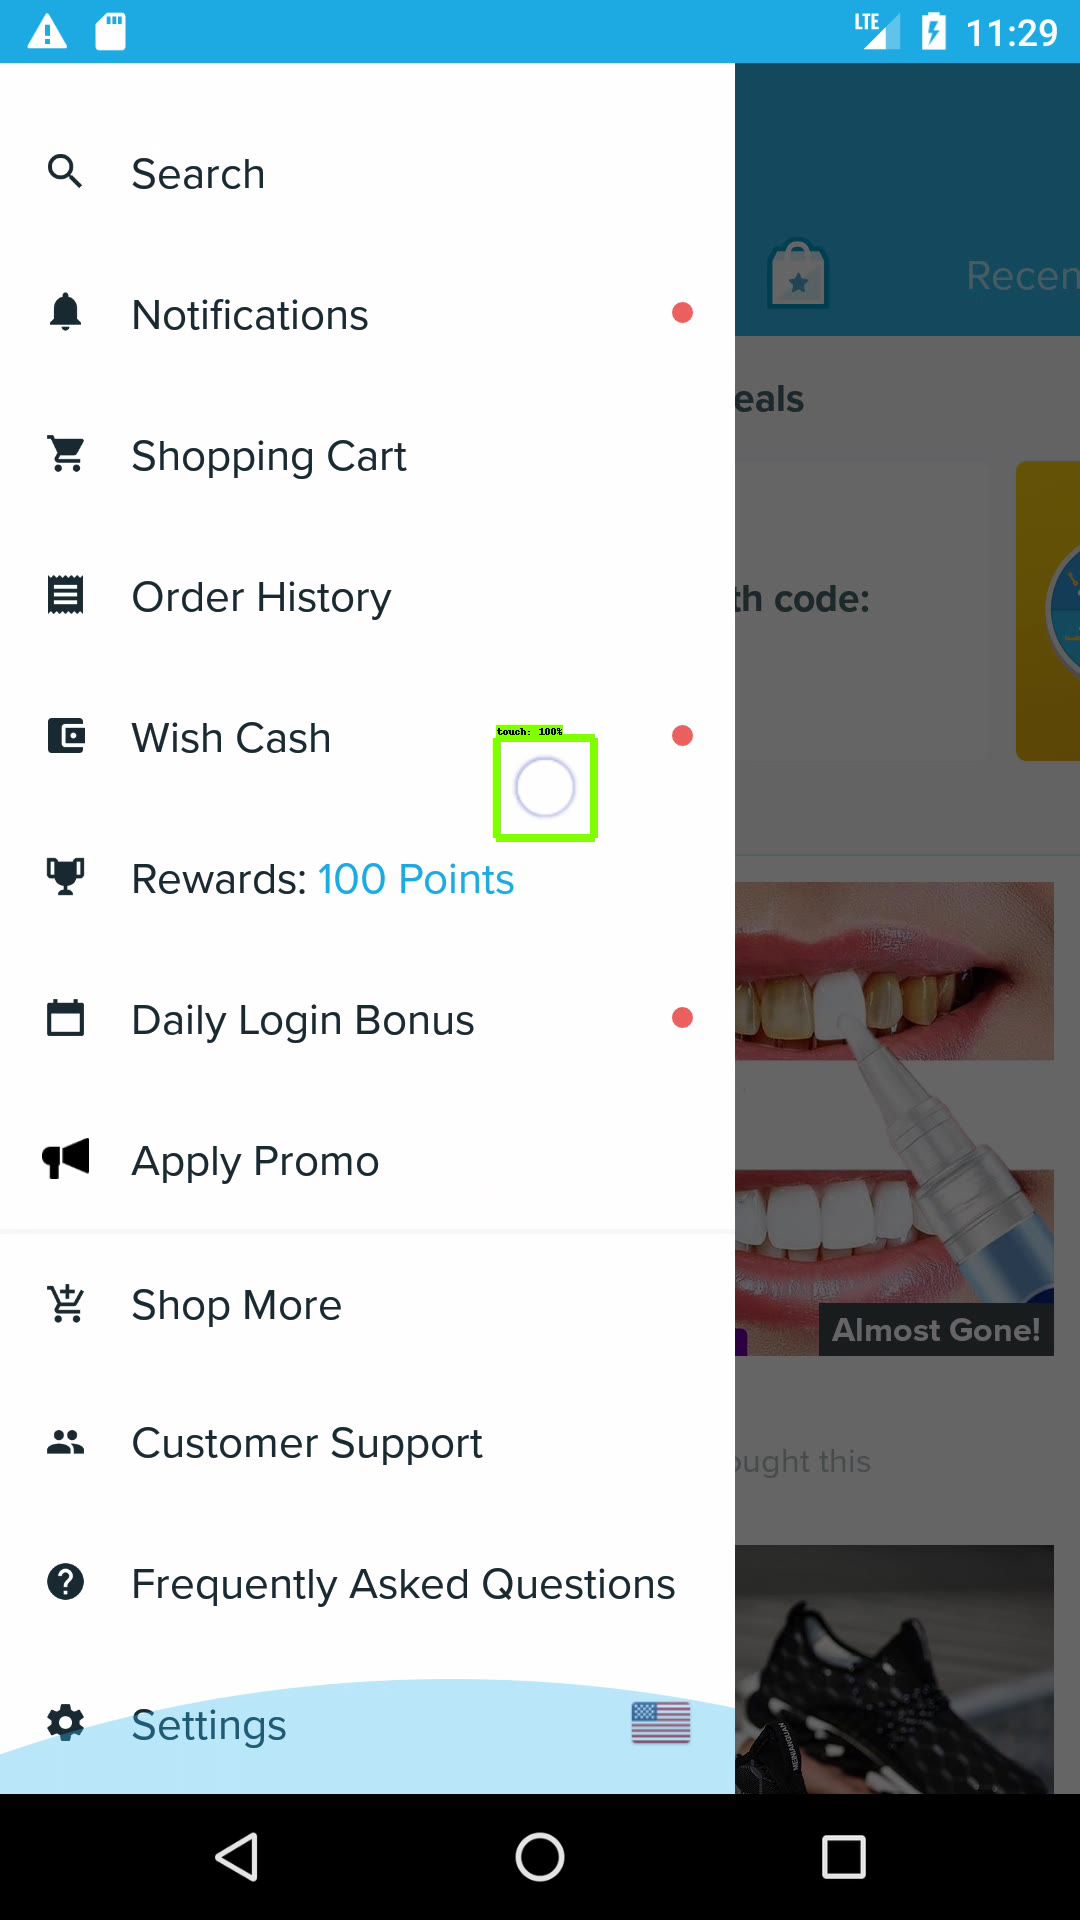 LTE 11:29
Search
Recen
Notifications
eals
Shopping Cart
Order History
th code:
Wish Cash
touch: 100%
Rewards: 100 Points
Daily Login Bonus
Apply Promo
Shop More
Almost Gone!
Customer Support
ought this
Frequently Asked Questions
Settings